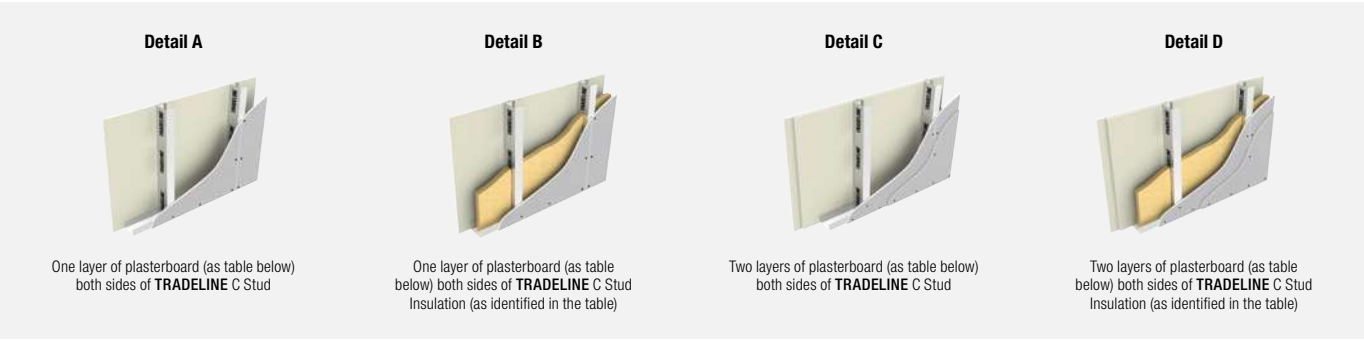 Detail A
One layer of plasterboard (as table below)
both sides of TRADELINE C Stud
Detail B
One layer of plasterboard (as table
below) both sides of TRADELINE C Stud
Insulation (as identified in the table)
Detail C
Two layers of plasterboard (as table below)
both sides of TRADELINE C Stud
Detail D
Two layers of plasterboard (as table
below) both sides of TRADELINE C Stud
Insulation (as identified in the table)